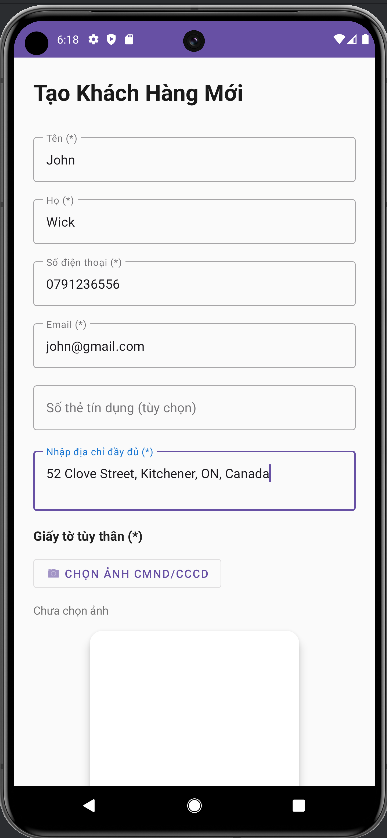 6:18
Tạo Khách Hàng Mới
Tên (*)
John
Họ (*)
Wick
Số điện thoại (*)
0791236556
Email (*)
john@gmail.com
Số thẻ tín dụng (tùy chọn)
Nhập địa chỉ đầy đủ (*)
52 Clove Street, Kitchener, ON, Canada
Giấy tờ tùy thân (*)
CHỌN ẢNH CMND/CCCD
Chưa chọn ảnh